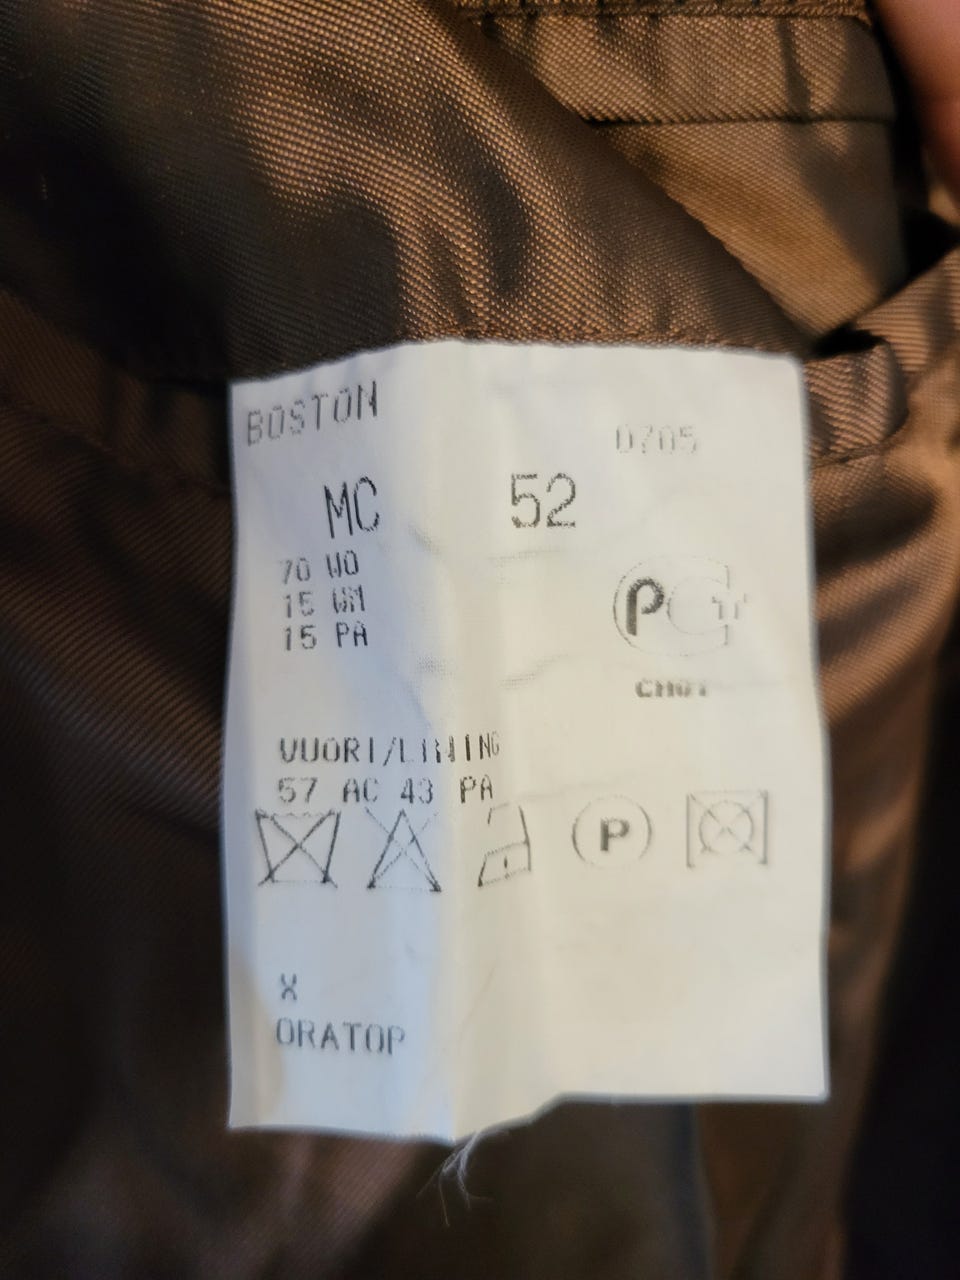 BOSTON
0705
MC 52
70 WO
15 WM
15 PA
VUORI/LINING
57 AC 43 PA
P
X
ORATOP